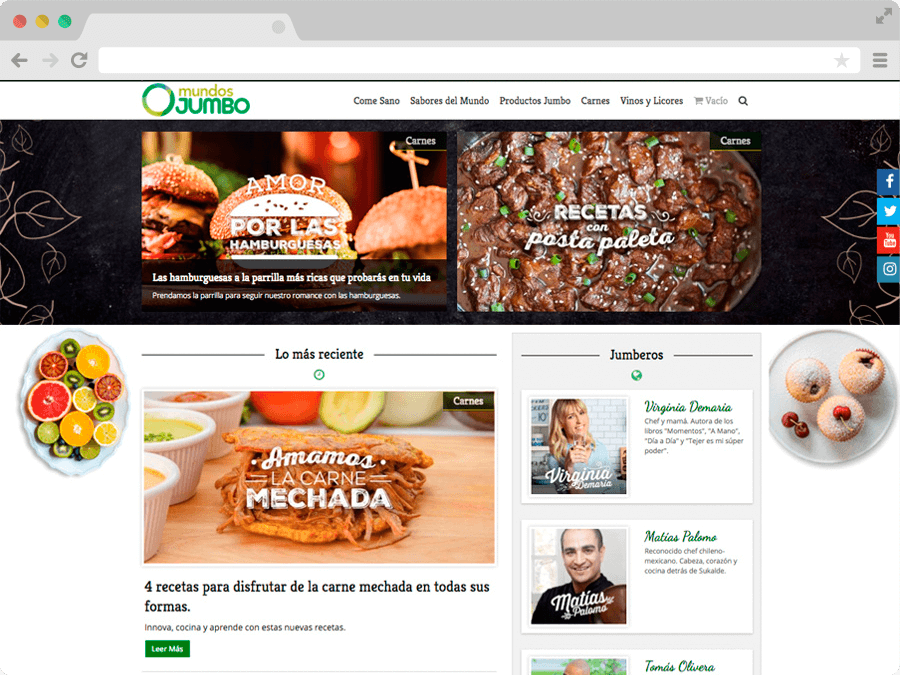 mundos
JUMBO
Come Sano Sabores del Mundo Productos Jumbo Carnes Vinos y Licores Vacío
Carnes
AMOR
POR LAS
HAMBURGUESAS
Las hamburguesas a la parrilla más ricas que probarás en tu vida
Prendamos la parrilla para seguir nuestro romance con las hamburguesas.
Carnes
RECETAS
con
posta paleta
You
Tube
Lo más reciente
Carnes
Amamos
LA CARNE
MECHADA
4 recetas para disfrutar de la carne mechada en todas sus
formas.
Innova, cocina y aprende con estas nuevas recetas.
Leer Más
Jumberos
Virginia
Demaria
Virginia Demaria
Chef y mamá. Autora de los
libros "Momentos", "A Mano",
"Día a Día" y "Tejer es mi súper
poder".
Matías
Palomo
Matías Palomo
Reconocido chef chileno-
mexicano. Cabeza, corazón y
cocina detrás de Sukalde.
Tomás Olivera